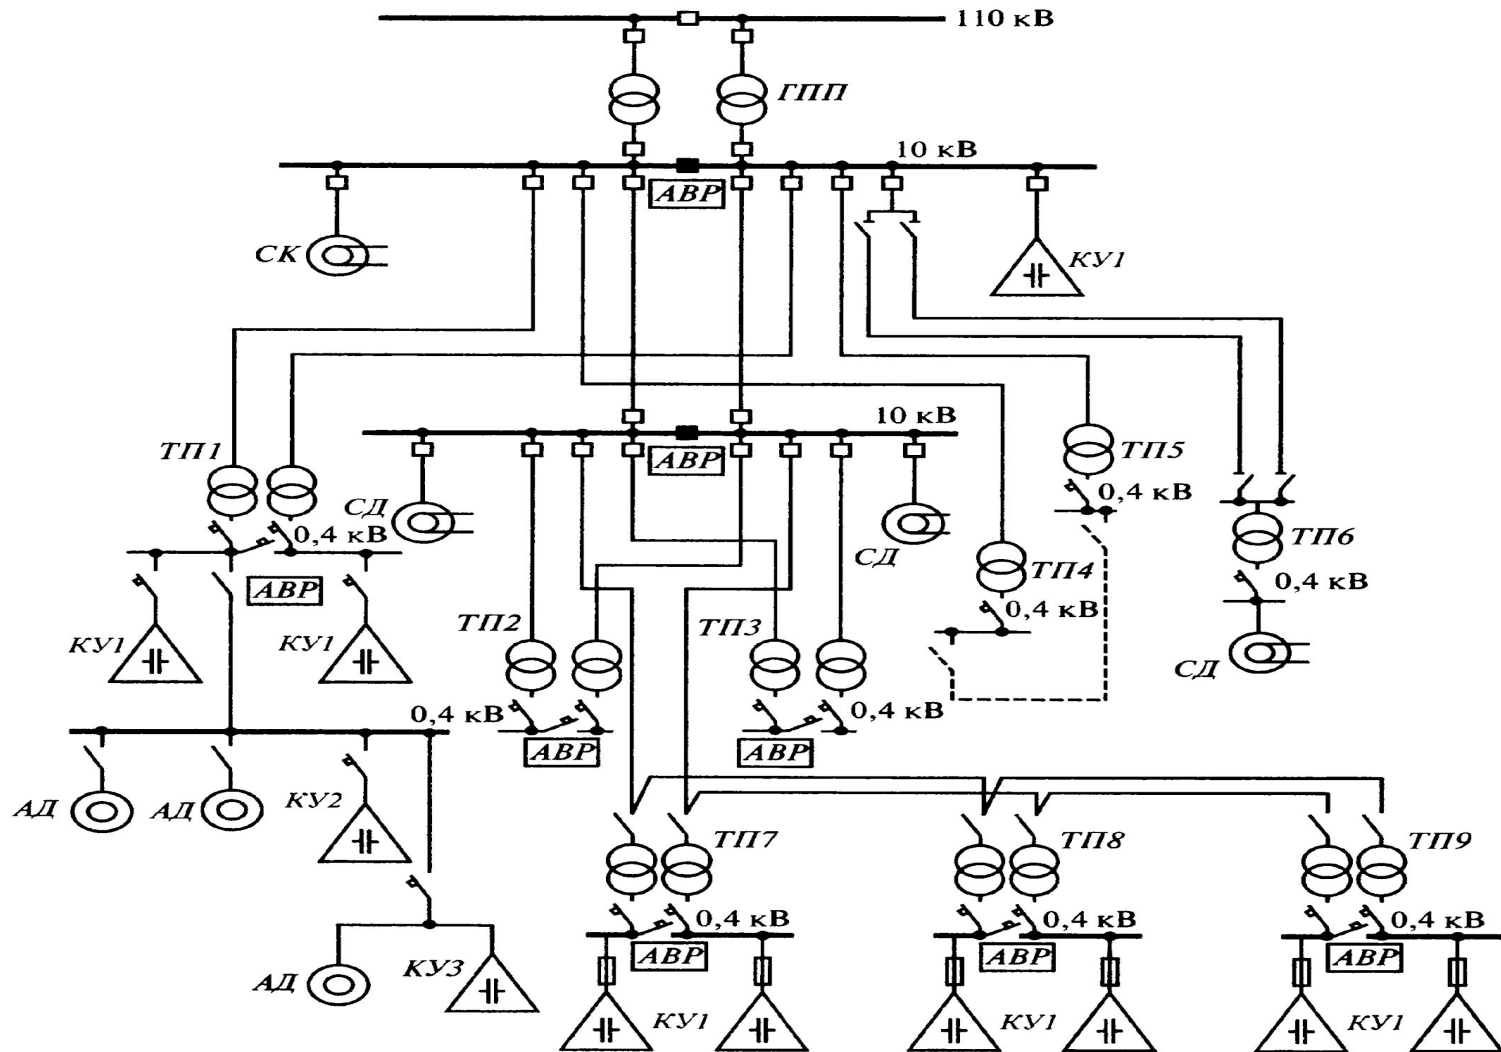 110 кВ
ГПП
10 кВ
АВР
СК
КУ1
10 кВ
АВР
ТП1
ТП5
0,4 кВ
СД
СД
0,4 кВ
ТП6
ТП4
0,4 кВ
АВР
0,4 кВ
ТП2
ТП3
КУ1
КУ1
СД
0,4 кВ
0,4 кВ
АВР
АВР
АД
АД
КУ2
ТП7
ТП8
ТП9
0,4 кВ
0,4 кВ
0,4 кВ
АВР
АВР
АВР
АД
КУ3
КУ1
КУ1
КУ1